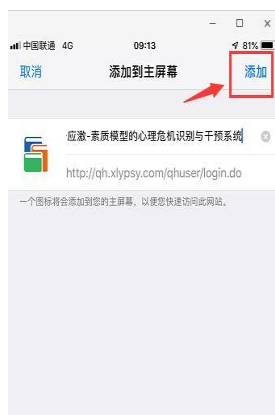 中国联通 4G 09:13 81%
取消 添加到主屏幕 添加
应激-素质模型的心理危机识别与干预系统
http://qh.xlypsy.com/qhuser/login.do
一个图标将会添加到您的主屏幕，以便您快速访问此网站。